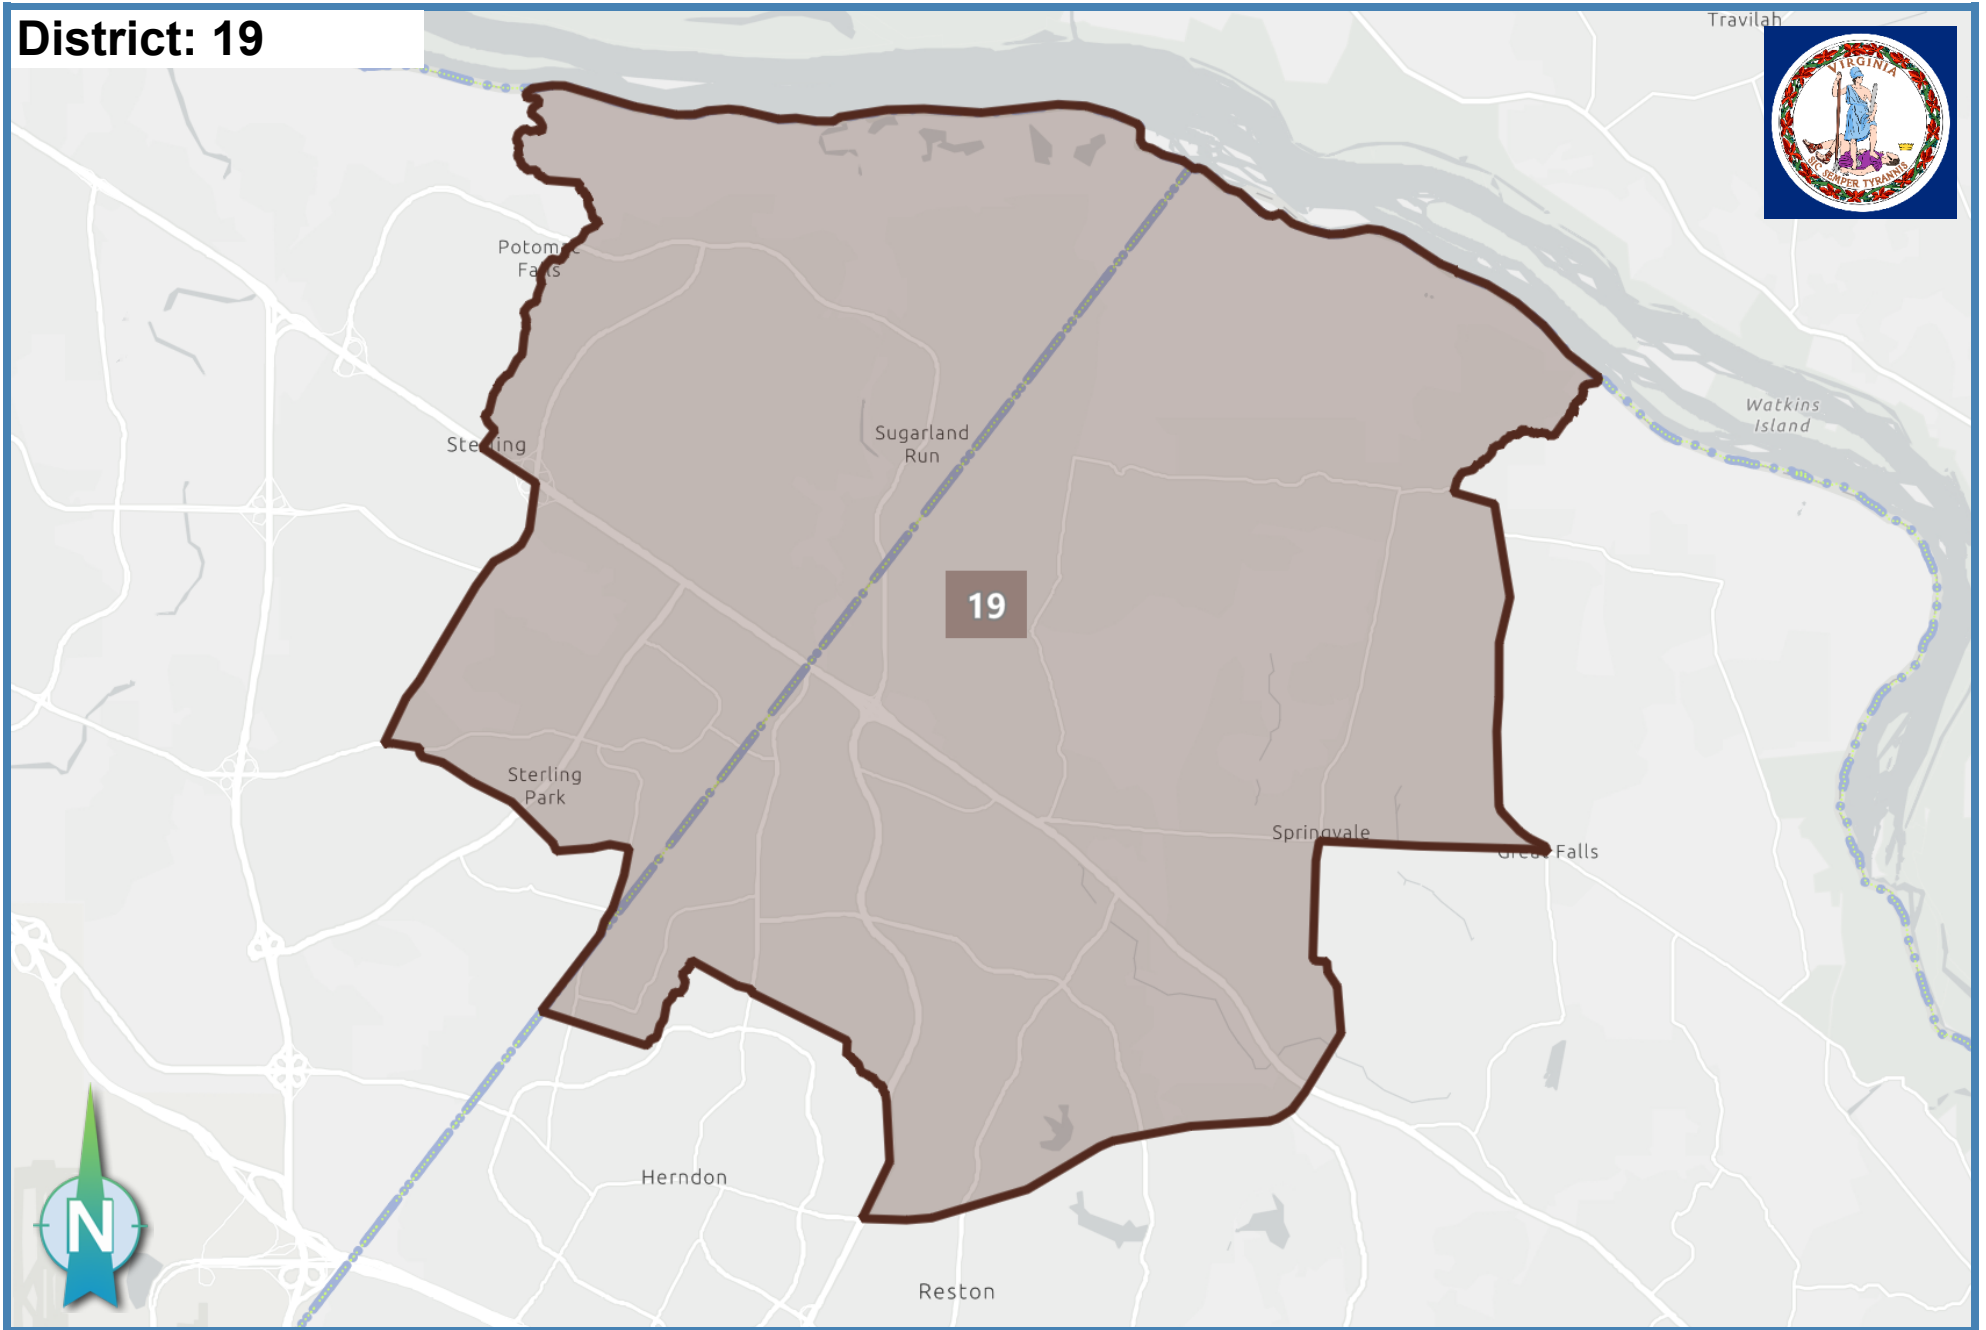 District: 19
Travilah
VIRGINIA
SIC SEMPER TYRANNIS
Potomac
Falls
Watkins
Island
Sterling
Sugarland
Run
19
Sterling
Park
Springvale
Great Falls
Herndon
Reston
N